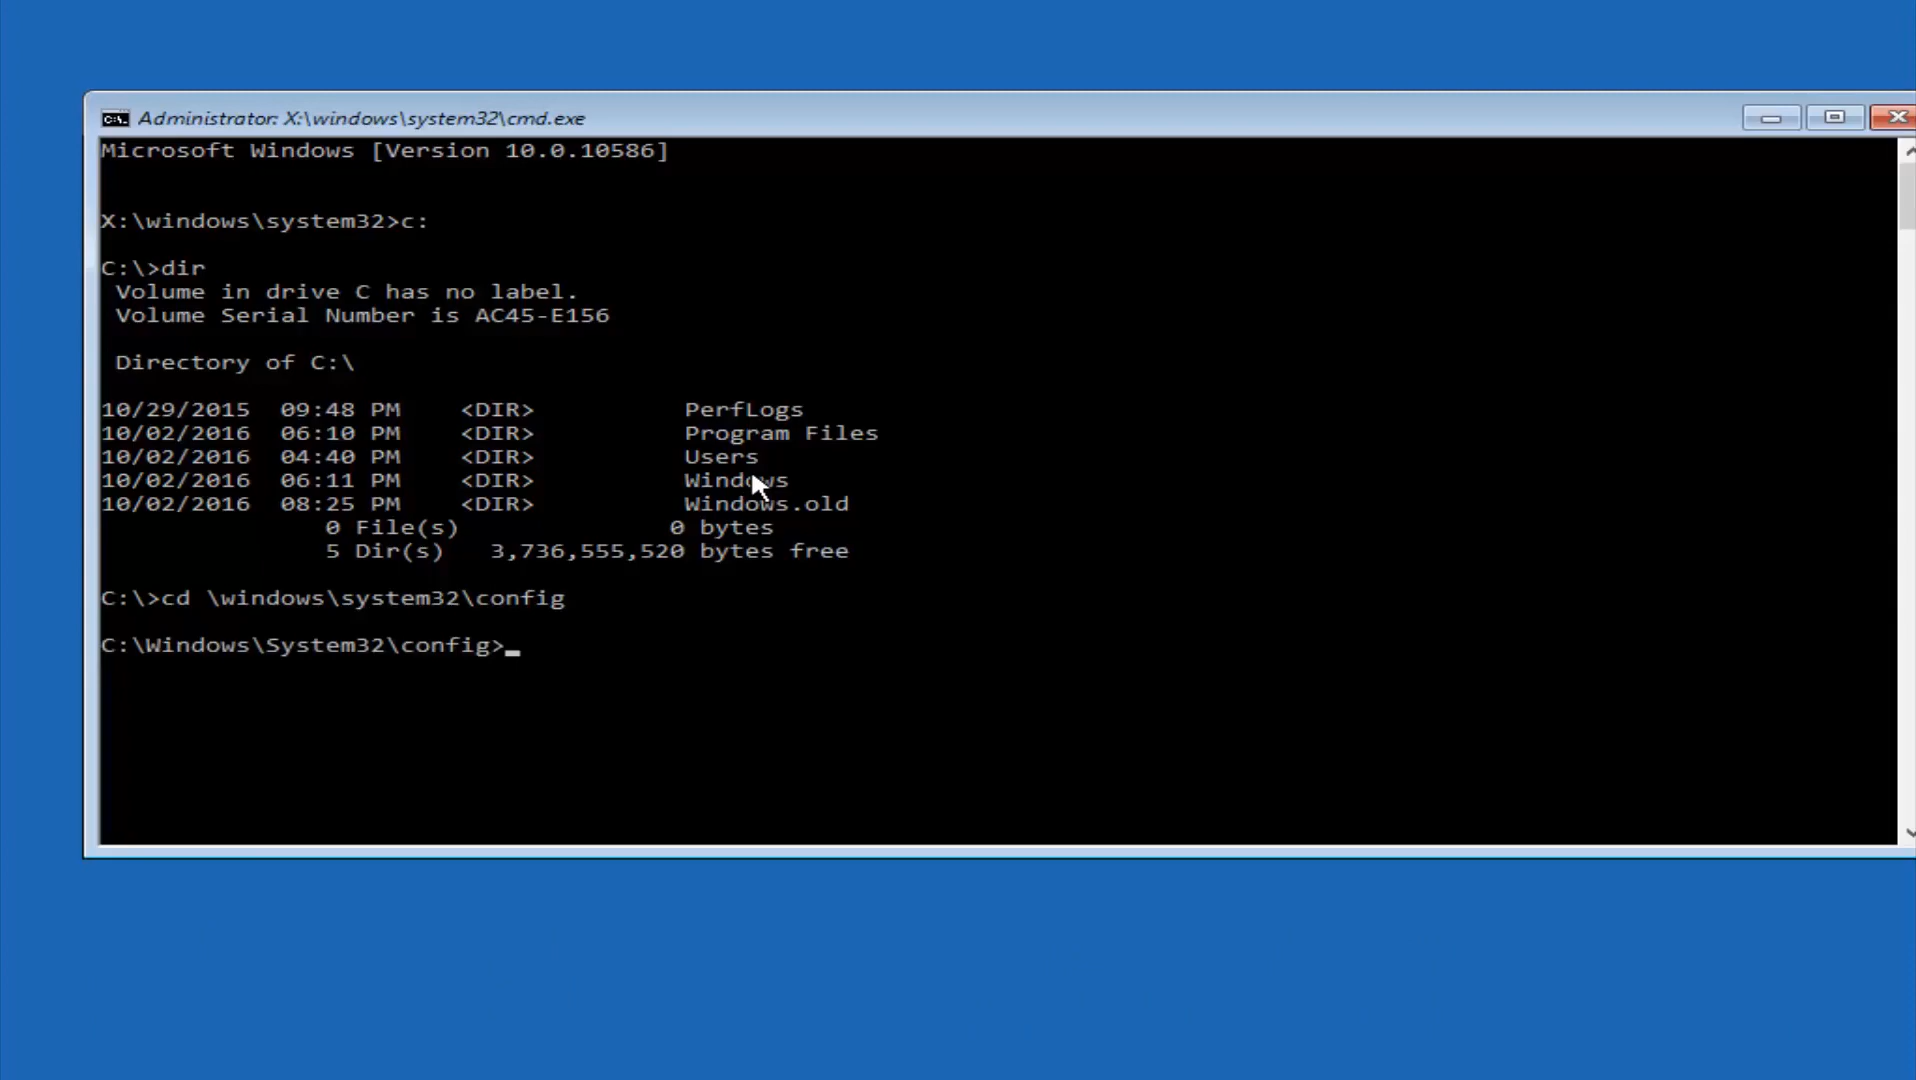 Administrator: X:\windows\system32\cmd.exe
Microsoft Windows [Version 10.0.10586]
X:\windows\system32>c:
C:\>dir
Volume in drive C has no label.
Volume Serial Number is AC45-E156
Directory of C:\
10/29/2015  09:48 PM    <DIR>          PerfLogs
10/02/2016  06:10 PM    <DIR>          Program Files
10/02/2016  04:40 PM    <DIR>          Users
10/02/2016  06:11 PM    <DIR>          Windows
10/02/2016  08:25 PM    <DIR>          Windows.old
0 File(s)              0 bytes
5 Dir(s)   3,736,555,520 bytes free
C:\>cd \windows\system32\config
C:\Windows\System32\config>_